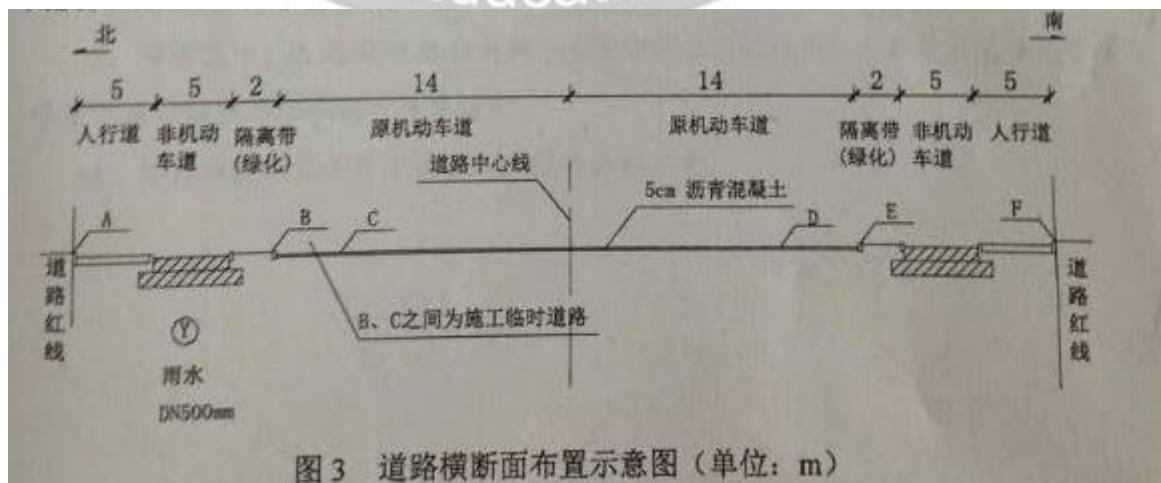 北
南
5
5
2
14
14
2
5
5
人行道
非机动
车道
隔离带
(绿化)
原机动车道
原机动车道
隔离带
(绿化)
非机动
车道
人行道
道路中心线
5cm 沥青混凝土
A
B
C
D
E
F
道路红线
道路红线
B、C之间为施工临时道路
Y
雨水
DN500mm
图3 道路横断面布置示意图（单位：m）